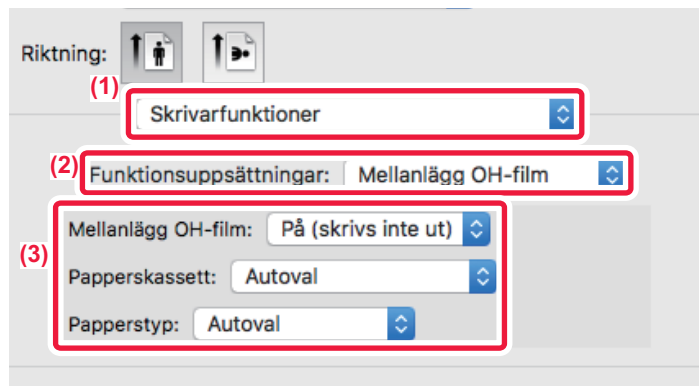 Riktning:
(1)
Skrivarfunktioner
(2) Funktionsuppsättningar: Mellanlägg OH-film
Mellanlägg OH-film: På (skrivs inte ut)
(3)
Papperskassett: Autoval
Papperstyp: Autoval